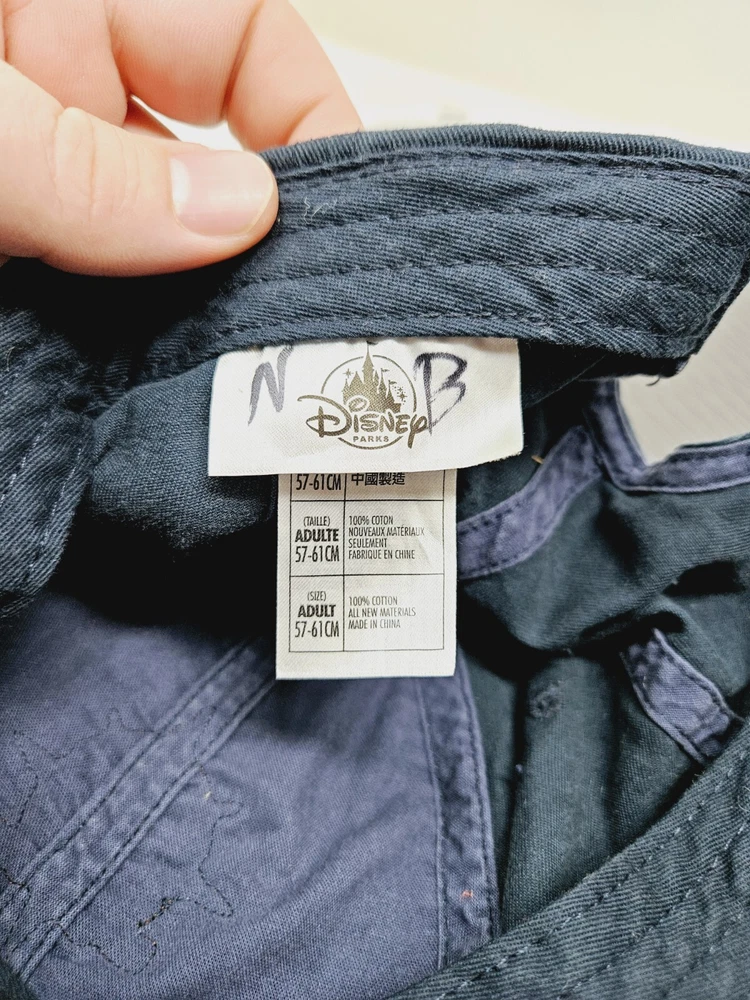 N B
Disney
PARKS
57-61CM 中國製造
(TAILLE)
ADULTE
57-61CM
100% COTON
NOUVEAUX MATÉRIAUX
SEULEMENT
FABRIQUE EN CHINE
(SIZE)
ADULT
57-61CM
100% COTTON
ALL NEW MATERIALS
MADE IN CHINA